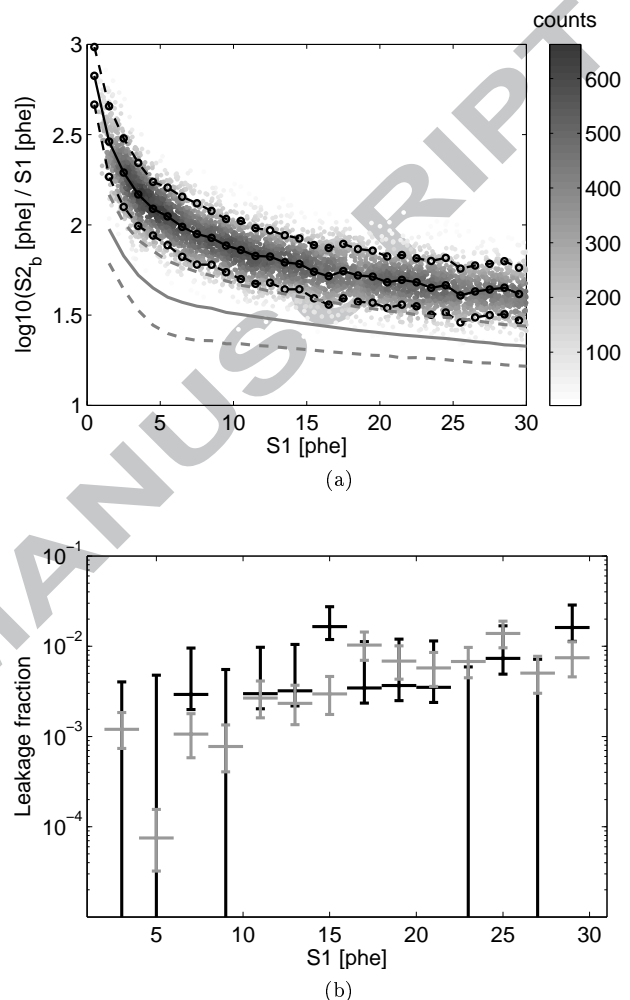 counts
3
2.5
2
1.5
1
0 5 10 15 20 25 30
log10(S2b [phe] / S1 [phe])
S1 [phe]
600
500
400
300
200
100
(a)
MANUSCRIPT
10−1
10−2
10−3
10−4
Leakage fraction
5 10 15 20 25 30
S1 [phe]
(b)